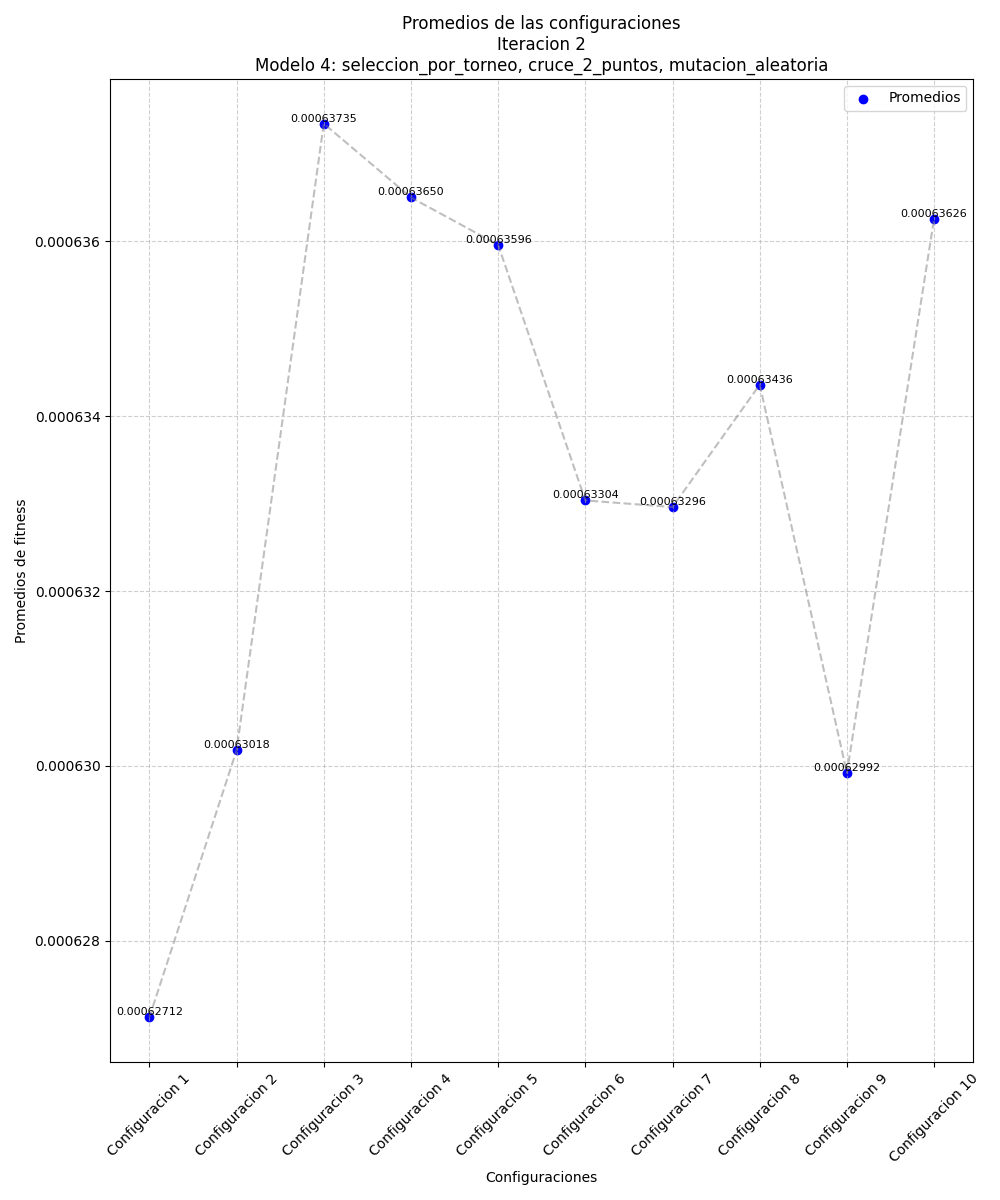 Promedios de las configuraciones
Iteracion 2
Modelo 4: seleccion_por_torneo, cruce_2_puntos, mutacion_aleatoria
Promedios
0.00063735
0.00063650
0.00063626
0.00063596
0.00063436
0.00063304
0.00063296
0.00063018
0.00062992
0.00062712
0.000636
0.000634
0.000632
0.000630
0.000628
Promedios de fitness
Configuracion 1
Configuracion 2
Configuracion 3
Configuracion 4
Configuracion 5
Configuracion 6
Configuracion 7
Configuracion 8
Configuracion 9
Configuracion 10
Configuraciones